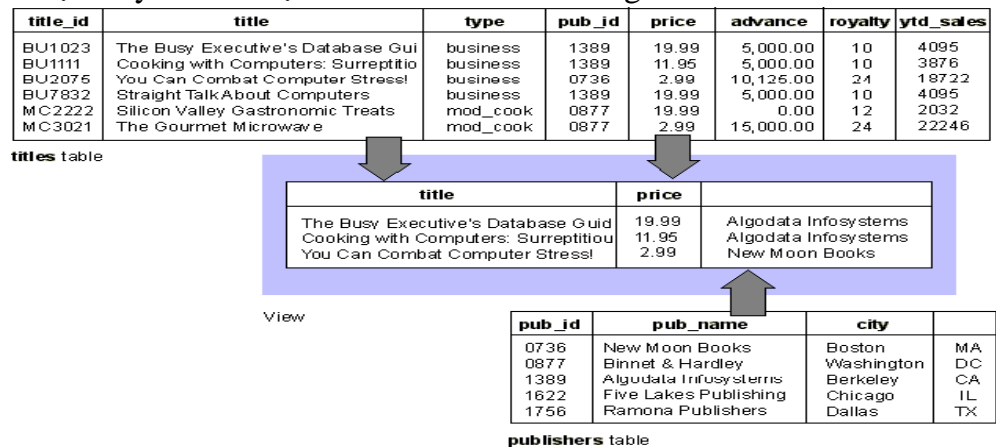 title_id title type pub_id price advance royalty ytd_sales
BU1023 The Busy Executive's Database Gui business 1389 19.99 5,000.00 10 4095
BU1111 Cooking with Computers: Surreptitio business 1389 11.95 5,000.00 10 3876
BU2075 You Can Combat Computer Stress! business 0736 2.99 10,125.00 24 18722
BU7832 Straight Talk About Computers business 1389 19.99 5,000.00 10 4095
MC2222 Silicon Valley Gastronomic Treats mod_cook 0877 19.99 0.00 12 2032
MC3021 The Gourmet Microwave mod_cook 0877 2.99 15,000.00 24 22246
titles table
title price
The Busy Executive's Database Guid 19.99 Algodata Infosystems
Cooking with Computers: Surreptitiou 11.95 Algodata Infosystems
You Can Combat Computer Stress! 2.99 New Moon Books
View
pub_id pub_name city
0736 New Moon Books Boston MA
0877 Binnet & Hardley Washington DC
1389 Algodata Infosystems Berkeley CA
1622 Five Lakes Publishing Chicago IL
1756 Ramona Publishers Dallas TX
publishers table